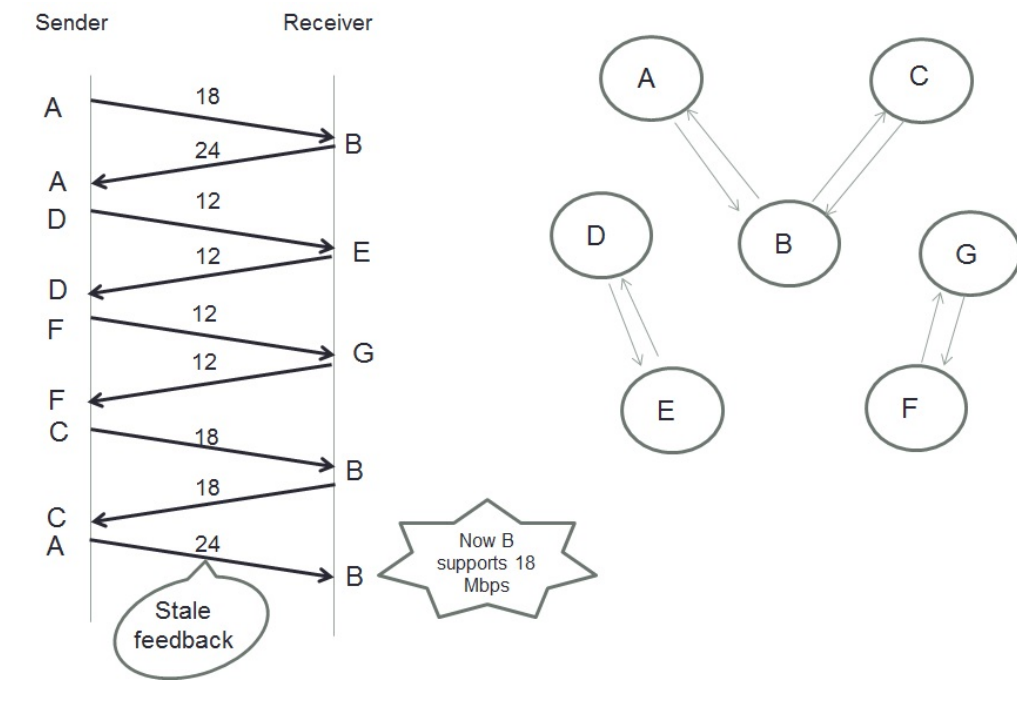 Sender Receiver
A 18 B
A 24
D 12 E
D 12
F 12 G
F 12
C 18 B
C 18
A 24 B
Stale
feedback
Now B
supports 18
Mbps
A C
D B G
E F